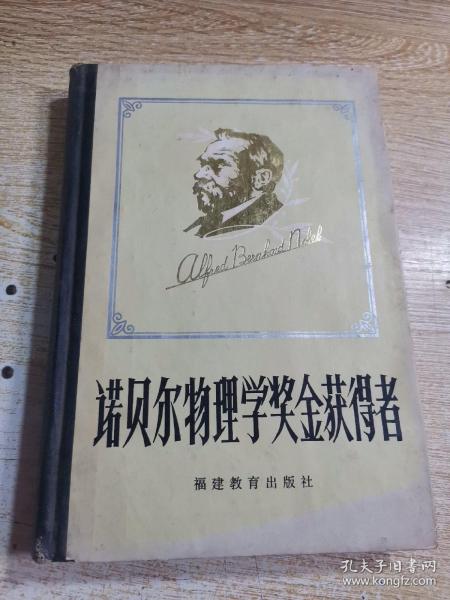 Alfred Bernhard Nobel
诺贝尔物理学奖金获得者
福建教育出版社
孔夫子旧书网
www.kongfz.com